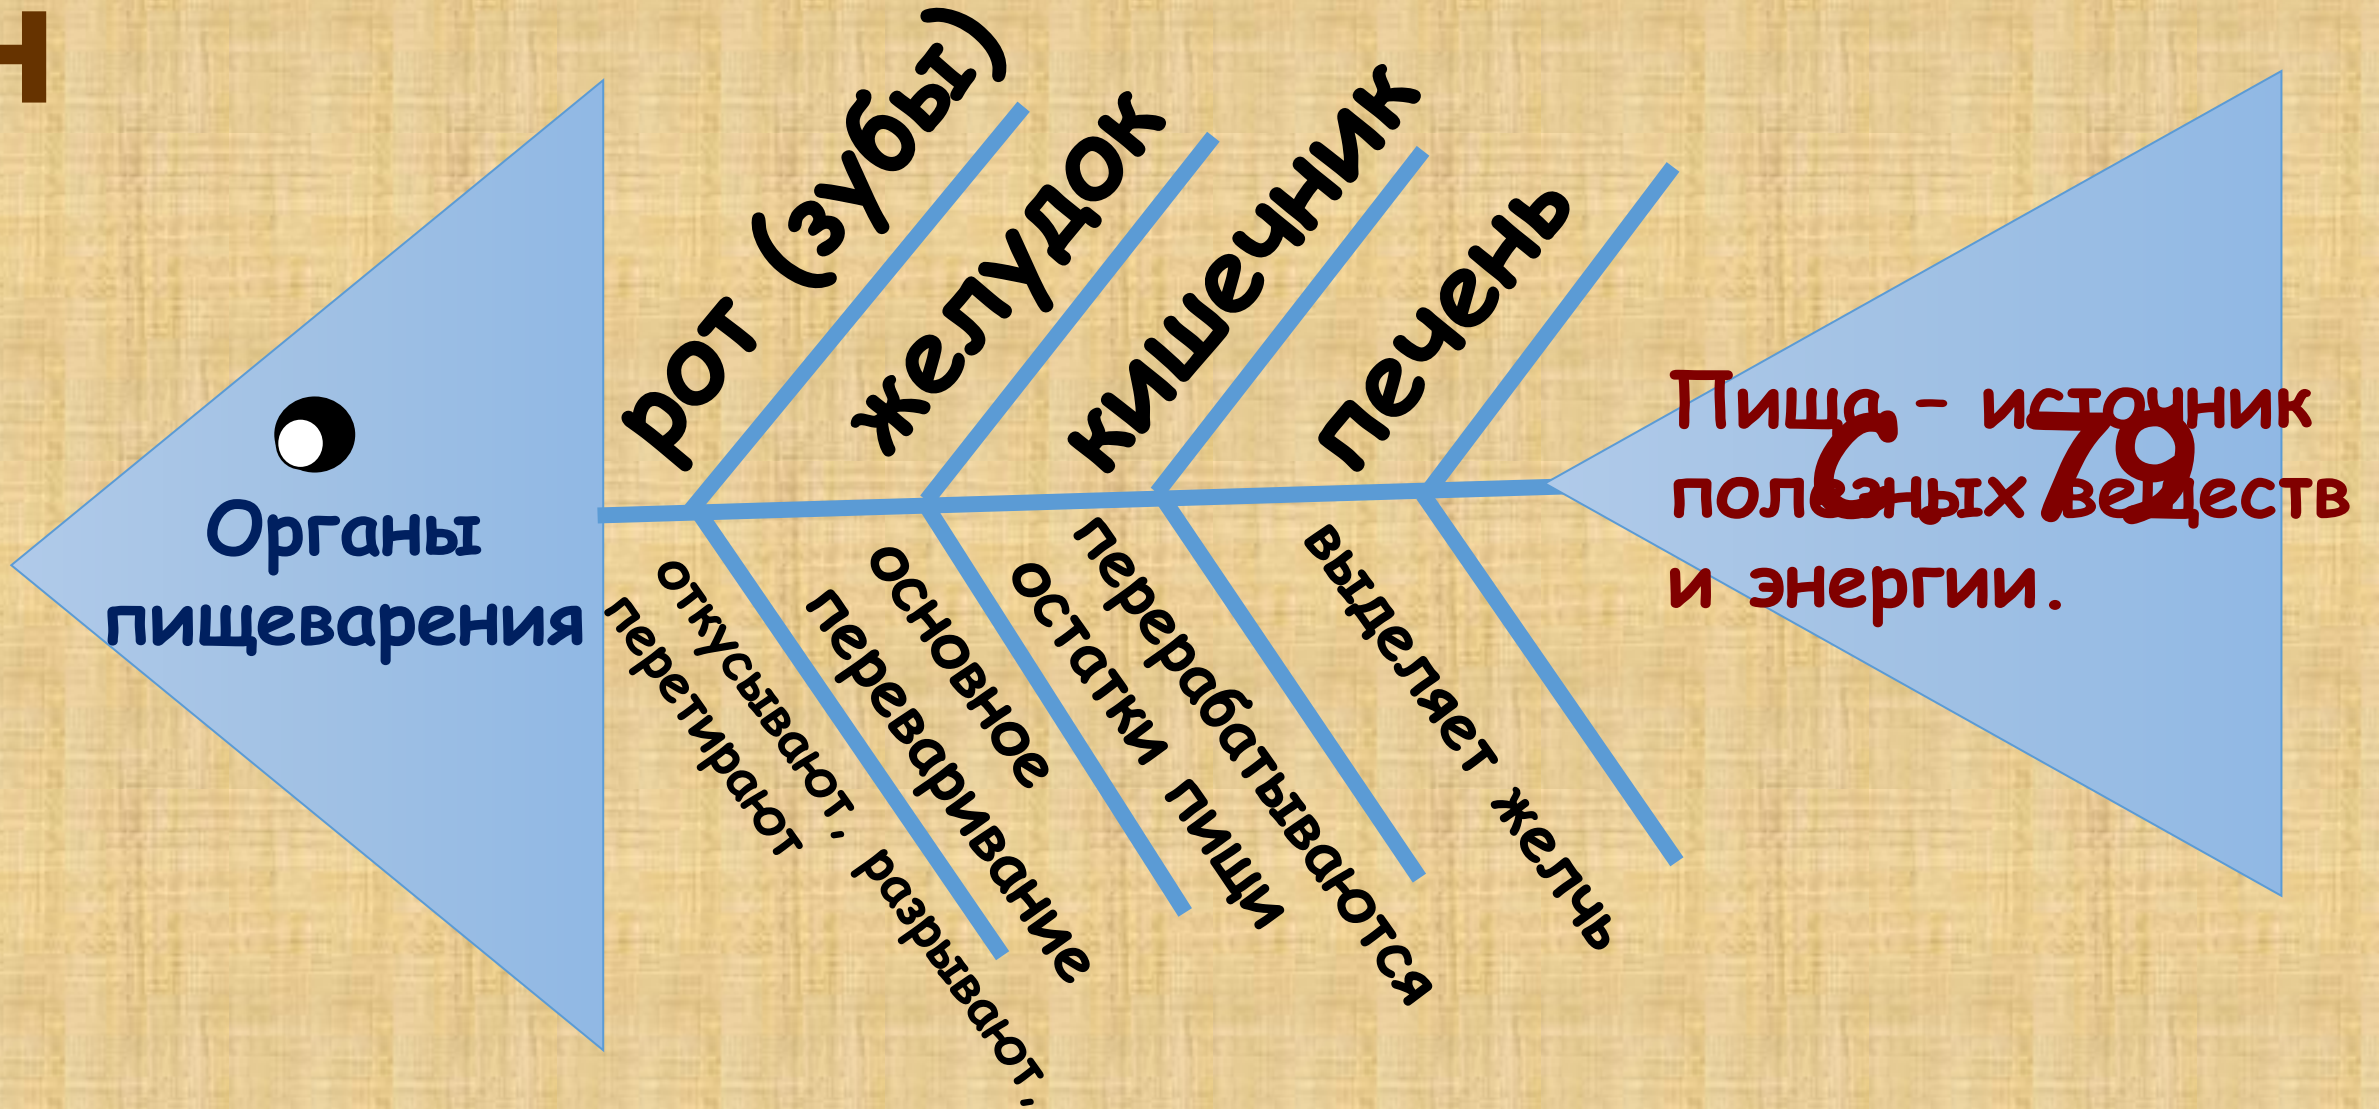 Органы
пищеварения
рот (зубы)
желудок
кишечник
печень
откусывают, разрывают,
перетирают
основное
переваривание
перерабатываются
остатки пищи
выделяет желчь
Пища – источник
полезных веществ
и энергии.
С. 79